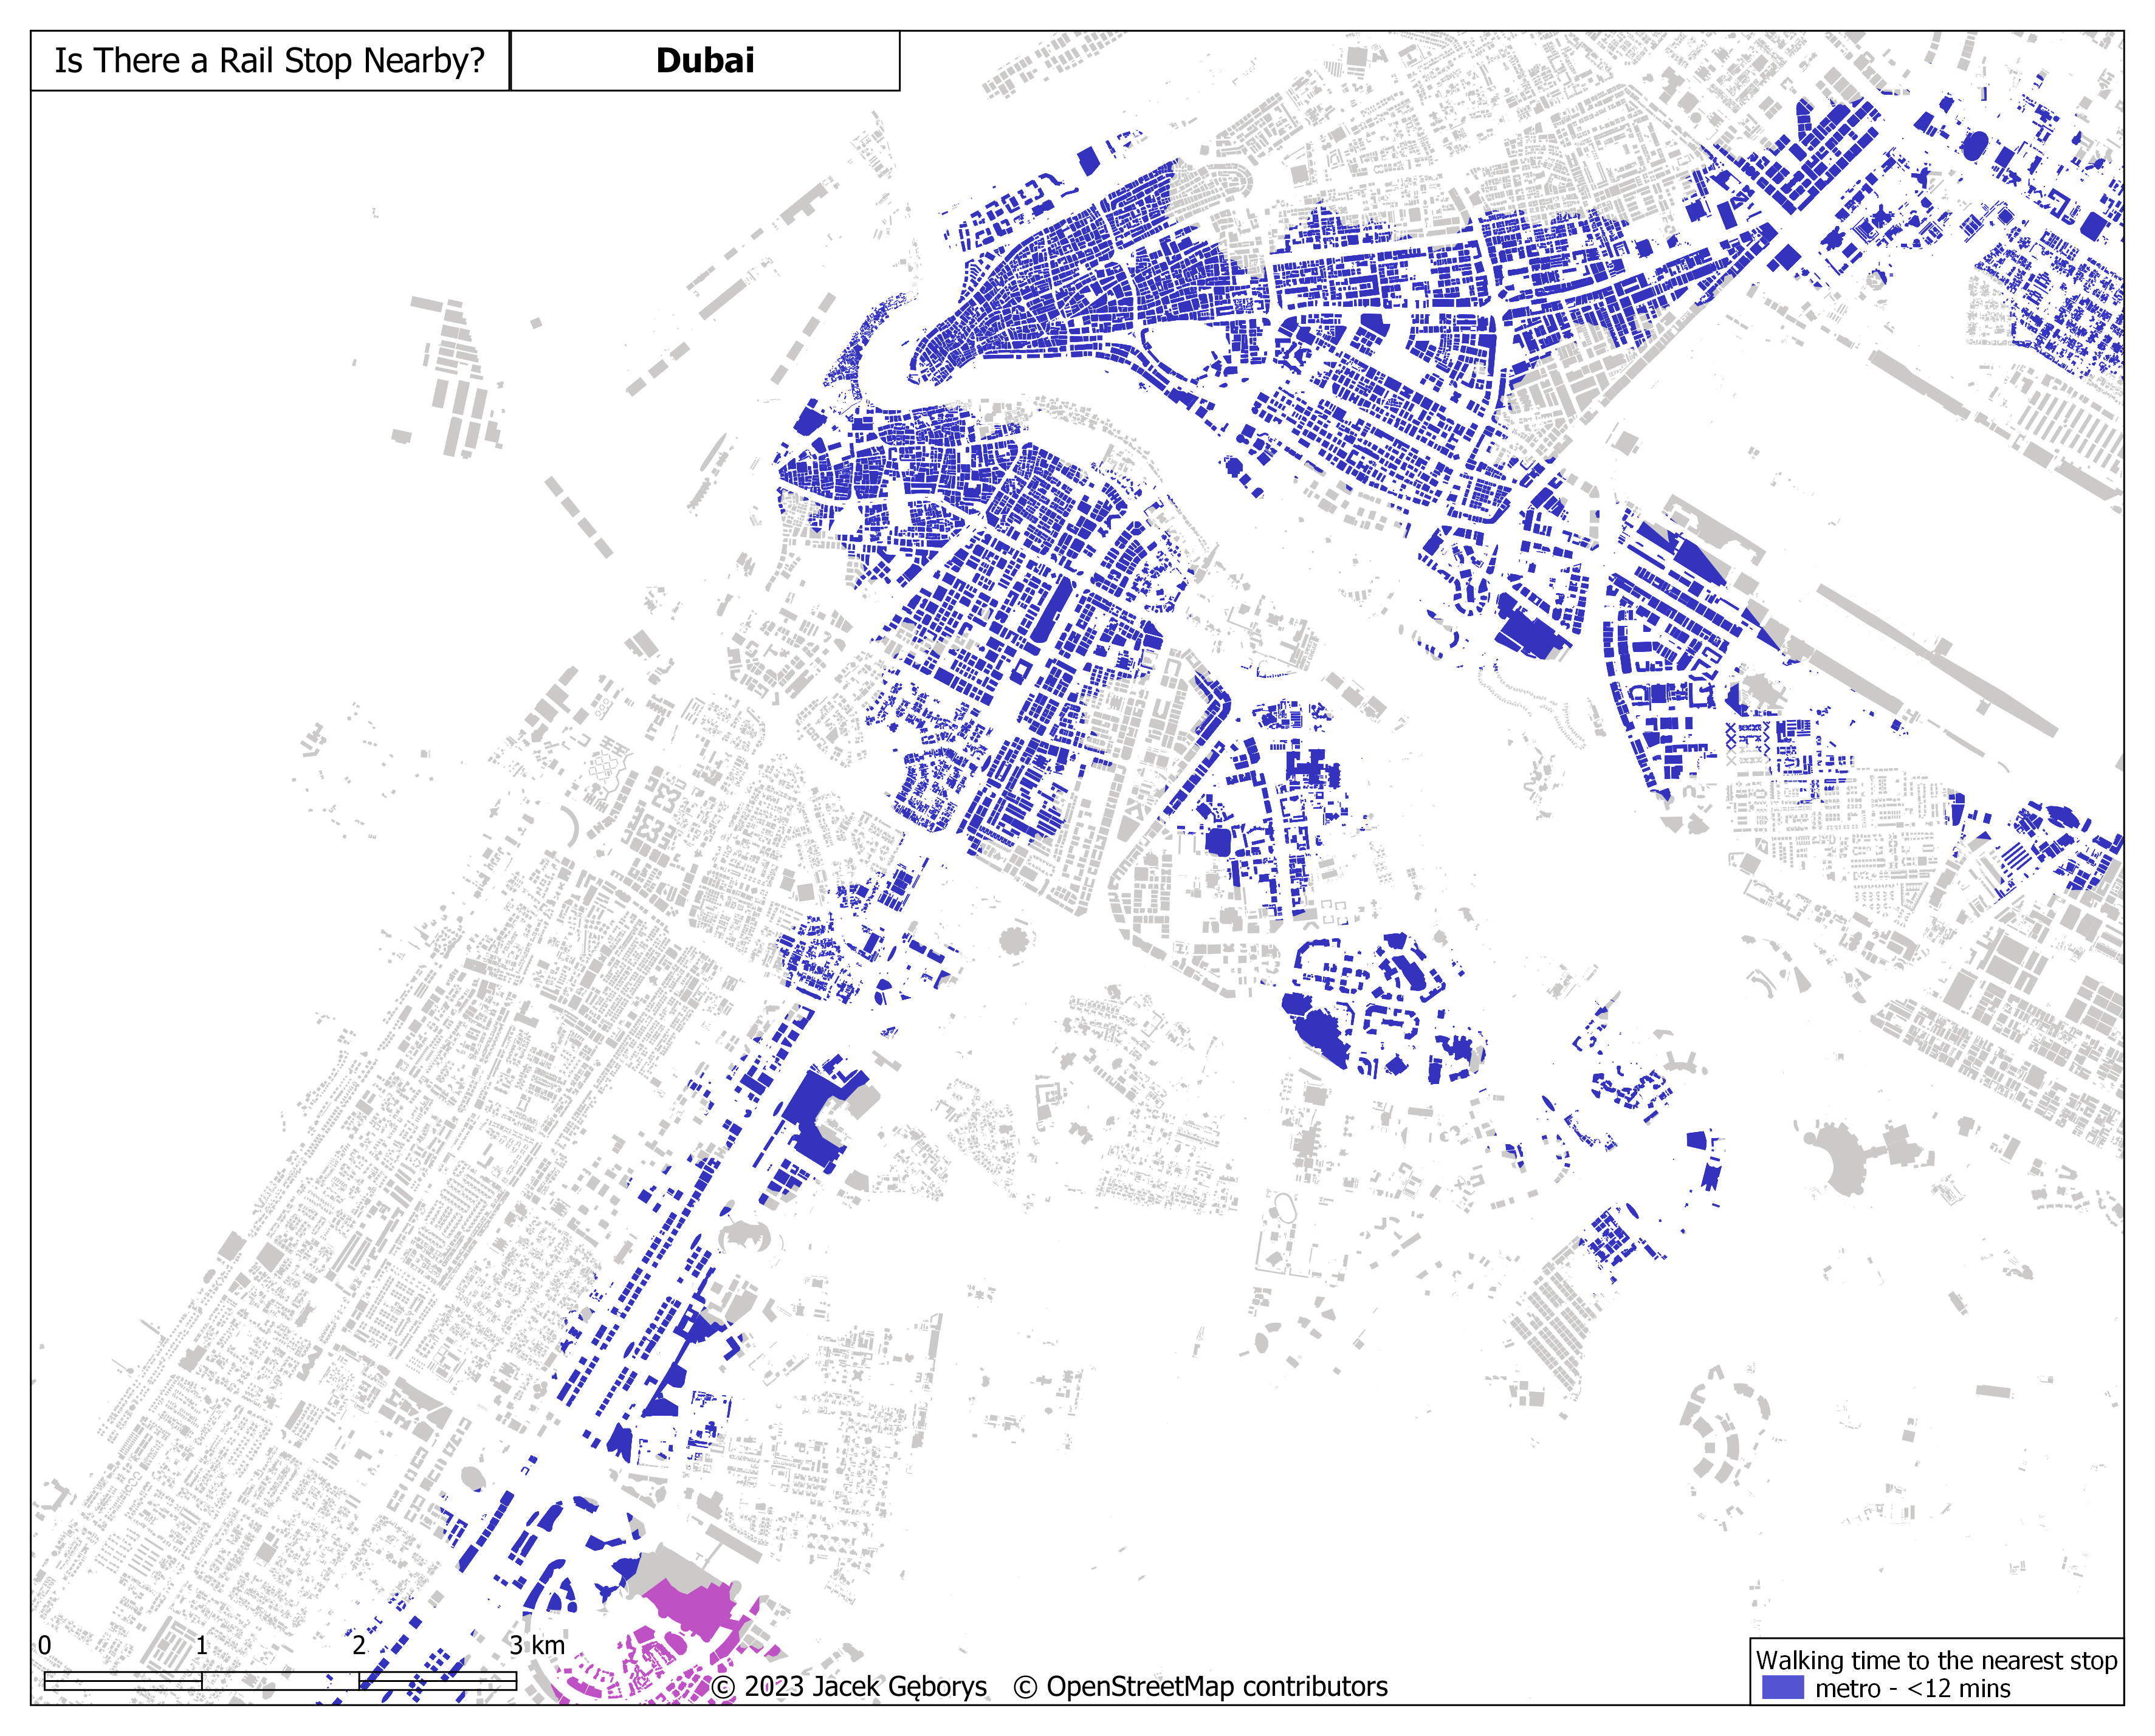 Is There a Rail Stop Nearby?
Dubai
0 1 2 3 km
© 2023 Jacek Gęborys © OpenStreetMap contributors
Walking time to the nearest stop
metro - <12 mins